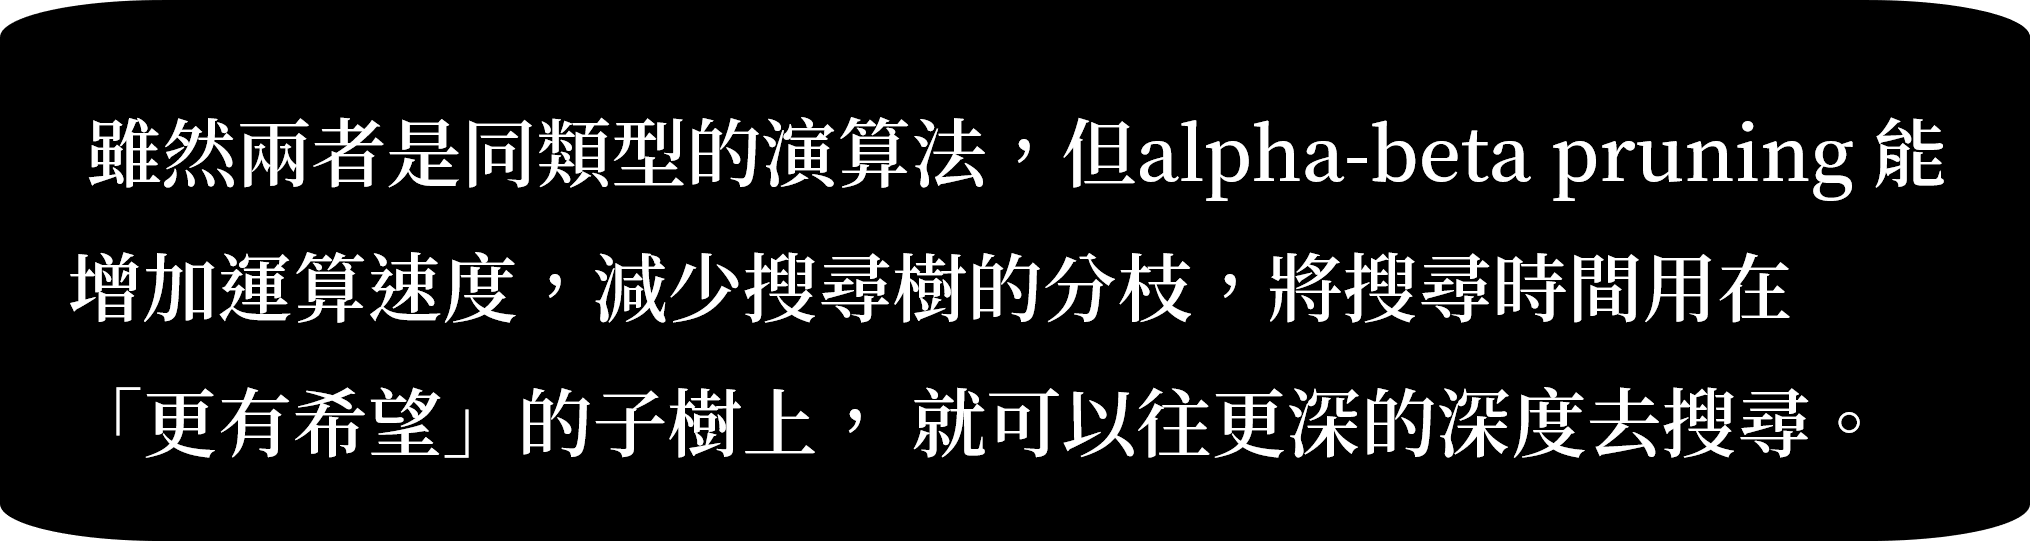 雖然兩者是同類型的演算法，但alpha-beta pruning 能
增加運算速度，減少搜尋樹的分枝，將搜尋時間用在
「更有希望」的子樹上， 就可以往更深的深度去搜尋。